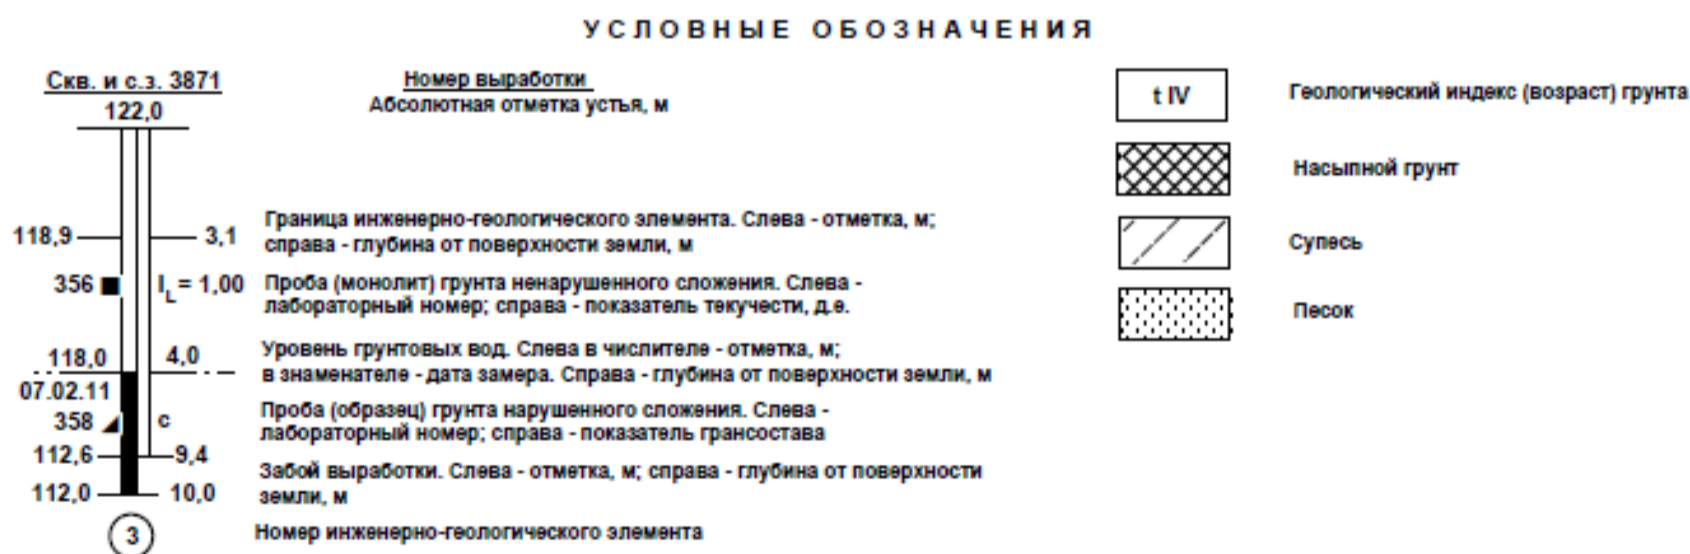 УСЛОВНЫЕ ОБОЗНАЧЕНИЯ
Скв. и с.з. 3871
122,0
Номер выработки
Абсолютная отметка устья, м
118,9
3,1
Граница инженерно-геологического элемента. Слева - отметка, м;
справа - глубина от поверхности земли, м
356
I_L = 1,00
Проба (монолит) грунта ненарушенного сложения. Слева -
лабораторный номер; справа - показатель текучести, д.е.
118,0
4,0
07.02.11
Уровень грунтовых вод. Слева в числителе - отметка, м;
в знаменателе - дата замера. Справа - глубина от поверхности земли, м
358
с
Проба (образец) грунта нарушенного сложения. Слева -
лабораторный номер; справа - показатель грансостава
112,6
9,4
112,0
10,0
Забой выработки. Слева - отметка, м; справа - глубина от поверхности
земли, м
3
Номер инженерно-геологического элемента
t IV
Геологический индекс (возраст) грунта
Насыпной грунт
Супесь
Песок